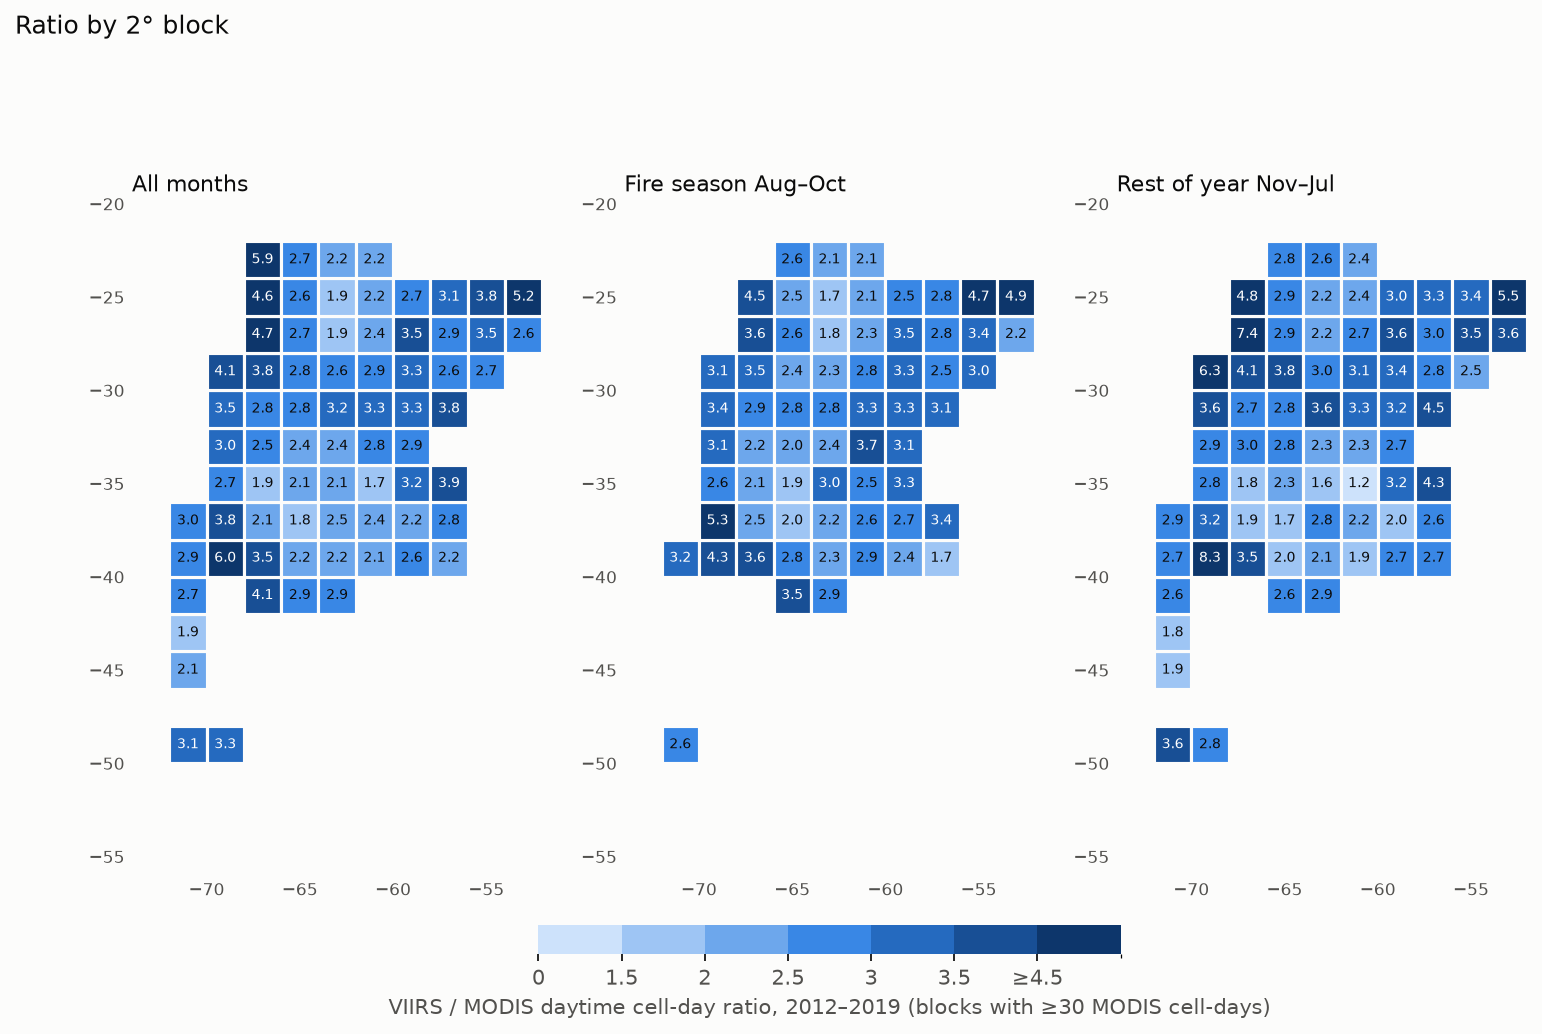 Ratio by 2° block
All months
Fire season Aug–Oct
Rest of year Nov–Jul
−20 −20 −20
5.9 2.7 2.2 2.2 2.6 2.1 2.1 2.8 2.6 2.4
−25 4.6 2.6 1.9 2.2 2.7 3.1 3.8 5.2 −25 4.5 2.5 1.7 2.1 2.5 2.8 4.7 4.9 −25 4.8 2.9 2.2 2.4 3.0 3.3 3.4 5.5
4.7 2.7 1.9 2.4 3.5 2.9 3.5 2.6 3.6 2.6 1.8 2.3 3.5 2.8 3.4 2.2 7.4 2.9 2.2 2.7 3.6 3.0 3.5 3.6
4.1 3.8 2.8 2.6 2.9 3.3 2.6 2.7 3.1 3.5 2.4 2.3 2.8 3.3 2.5 3.0 6.3 4.1 3.8 3.0 3.1 3.4 2.8 2.5
−30 −30 −30
3.5 2.8 2.8 3.2 3.3 3.3 3.8 3.4 2.9 2.8 2.8 3.3 3.3 3.1 3.6 2.7 2.8 3.6 3.3 3.2 4.5
3.0 2.5 2.4 2.4 2.8 2.9 3.1 2.2 2.0 2.4 3.7 3.1 2.9 3.0 2.8 2.3 2.3 2.7
−35 2.7 1.9 2.1 2.1 1.7 3.2 3.9 −35 2.6 2.1 1.9 3.0 2.5 3.3 −35 2.8 1.8 2.3 1.6 1.2 3.2 4.3
3.0 3.8 2.1 1.8 2.5 2.4 2.2 2.8 5.3 2.5 2.0 2.2 2.6 2.7 3.4 2.9 3.2 1.9 1.7 2.8 2.2 2.0 2.6
2.9 6.0 3.5 2.2 2.2 2.1 2.6 2.2 3.2 4.3 3.6 2.8 2.3 2.9 2.4 1.7 2.7 8.3 3.5 2.0 2.1 1.9 2.7 2.7
−40 −40 −40
2.7 4.1 2.9 2.9 3.5 2.9 2.6 2.6 2.9
1.9 1.8
−45 2.1 −45 −45 1.9
3.1 3.3 2.6 3.6 2.8
−50 −50 −50
−55 −55 −55
−70 −65 −60 −55 −70 −65 −60 −55 −70 −65 −60 −55
0 1.5 2 2.5 3 3.5 ≥4.5
VIIRS / MODIS daytime cell-day ratio, 2012–2019 (blocks with ≥30 MODIS cell-days)